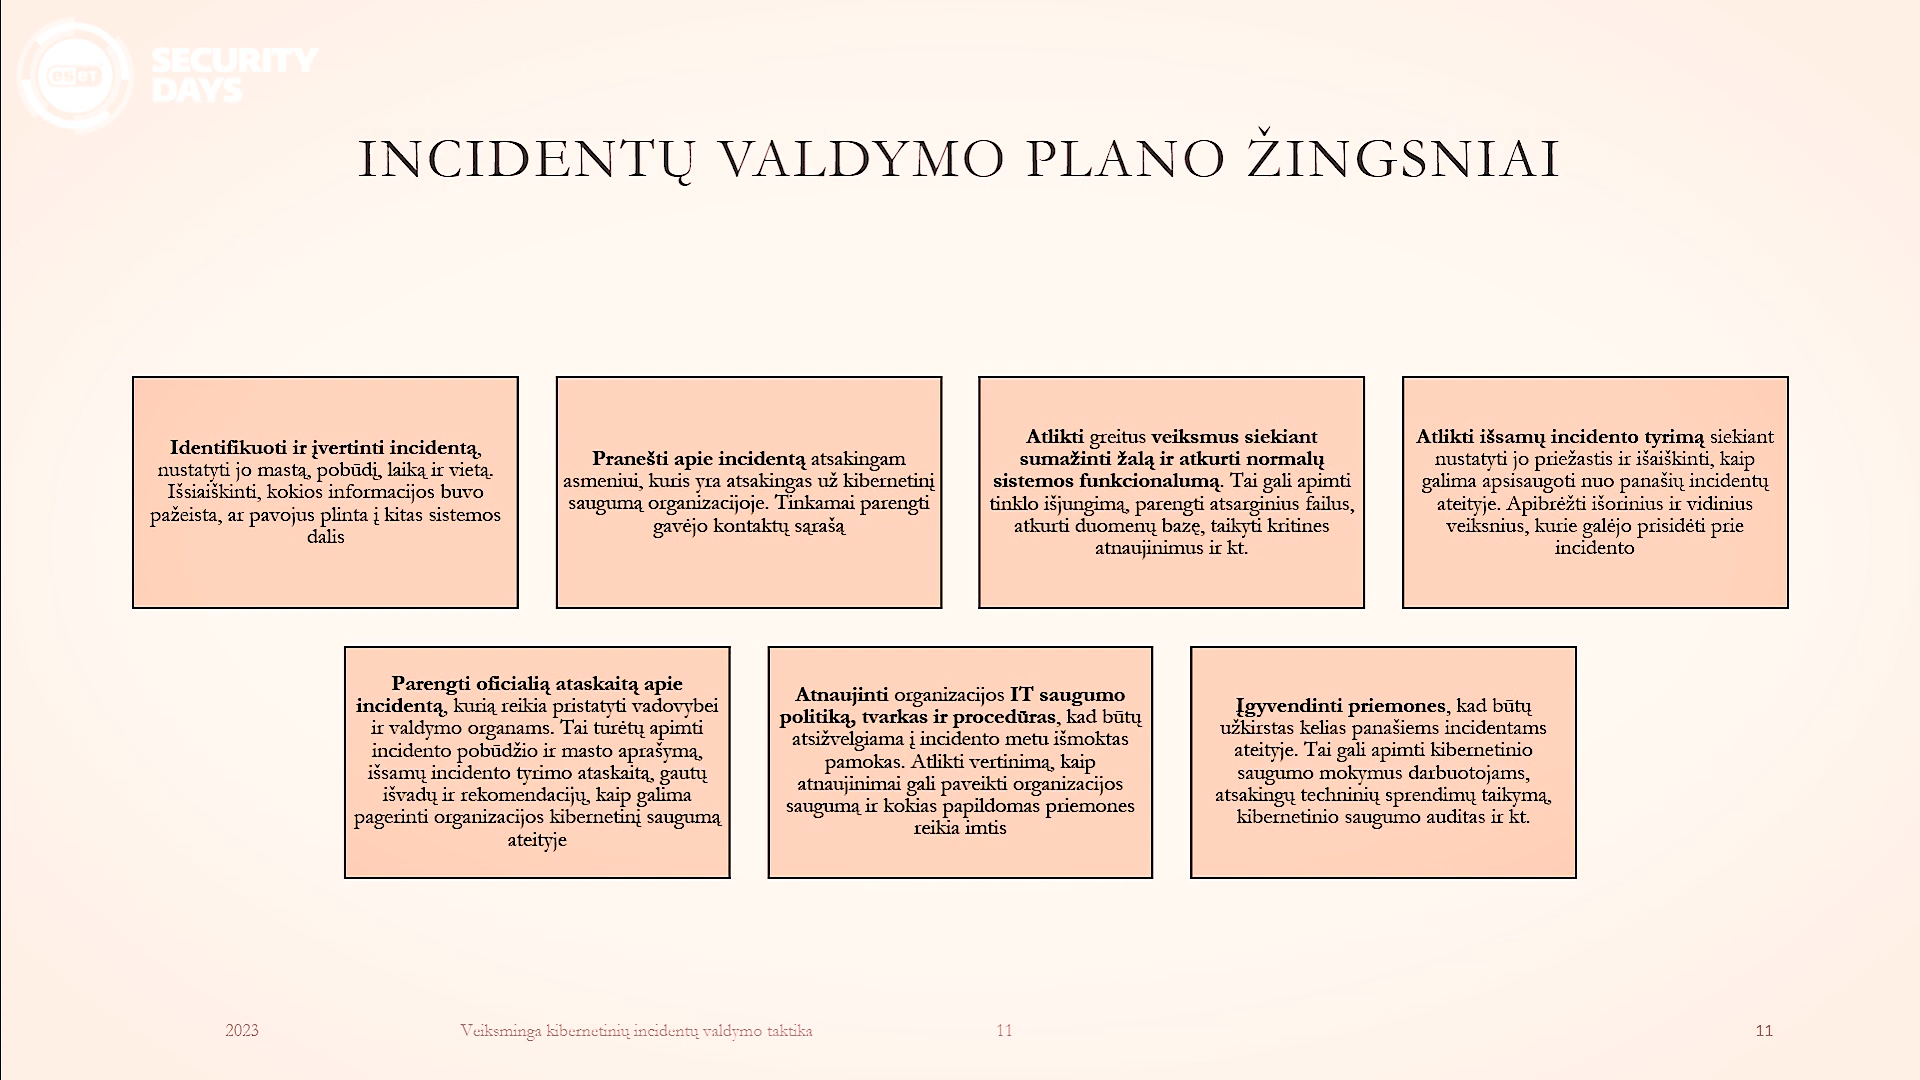 eset
SECURITY
DAYS
INCIDENTŲ VALDYMO PLANO ŽINGSNIAI
Identifikuoti ir įvertinti incidentą,
nustatyti jo mastą, pobūdį, laiką ir vietą.
Išsiaiškinti, kokios informacijos buvo
pažeista, ar pavojus plinta į kitas sistemos
dalis
Pranešti apie incidentą atsakingam
asmeniui, kuris yra atsakingas už kibernetinį
saugumą organizacijoje. Tinkamai parengti
gavėjo kontaktų sąrašą
Atlikti greitus veiksmus siekiant
sumažinti žalą ir atkurti normalų
sistemos funkcionalumą. Tai gali apimti
tinklo išjungimą, parengti atsarginius failus,
atkurti duomenų bazę, taikyti kritines
atnaujinimus ir kt.
Atlikti išsamų incidento tyrimą siekiant
nustatyti jo priežastis ir išaiškinti, kaip
galima apsisaugoti nuo panašių incidentų
ateityje. Apibrėžti išorinius ir vidinius
veiksnius, kurie galėjo prisidėti prie
incidento
Parengti oficialią ataskaitą apie
incidentą, kurią reikia pristatyti vadovybei
ir valdymo organams. Tai turėtų apimti
incidento pobūdžio ir masto aprašymą,
išsamų incidento tyrimo ataskaitą, gautų
išvadų ir rekomendacijų, kaip galima
pagerinti organizacijos kibernetinį saugumą
ateityje
Atnaujinti organizacijos IT saugumo
politiką, tvarkas ir procedūras, kad būtų
atsižvelgiama į incidento metu išmoktas
pamokas. Atlikti vertinimą, kaip
atnaujinimai gali paveikti organizacijos
saugumą ir kokias papildomas priemones
reikia imtis
Įgyvendinti priemones, kad būtų
užkirstas kelias panašiems incidentams
ateityje. Tai gali apimti kibernetinio
saugumo mokymus darbuotojams,
atsakingų techninių sprendimų taikymą,
kibernetinio saugumo auditas ir kt.
2023 Veiksminga kibernetinių incidentų valdymo taktika 11 11